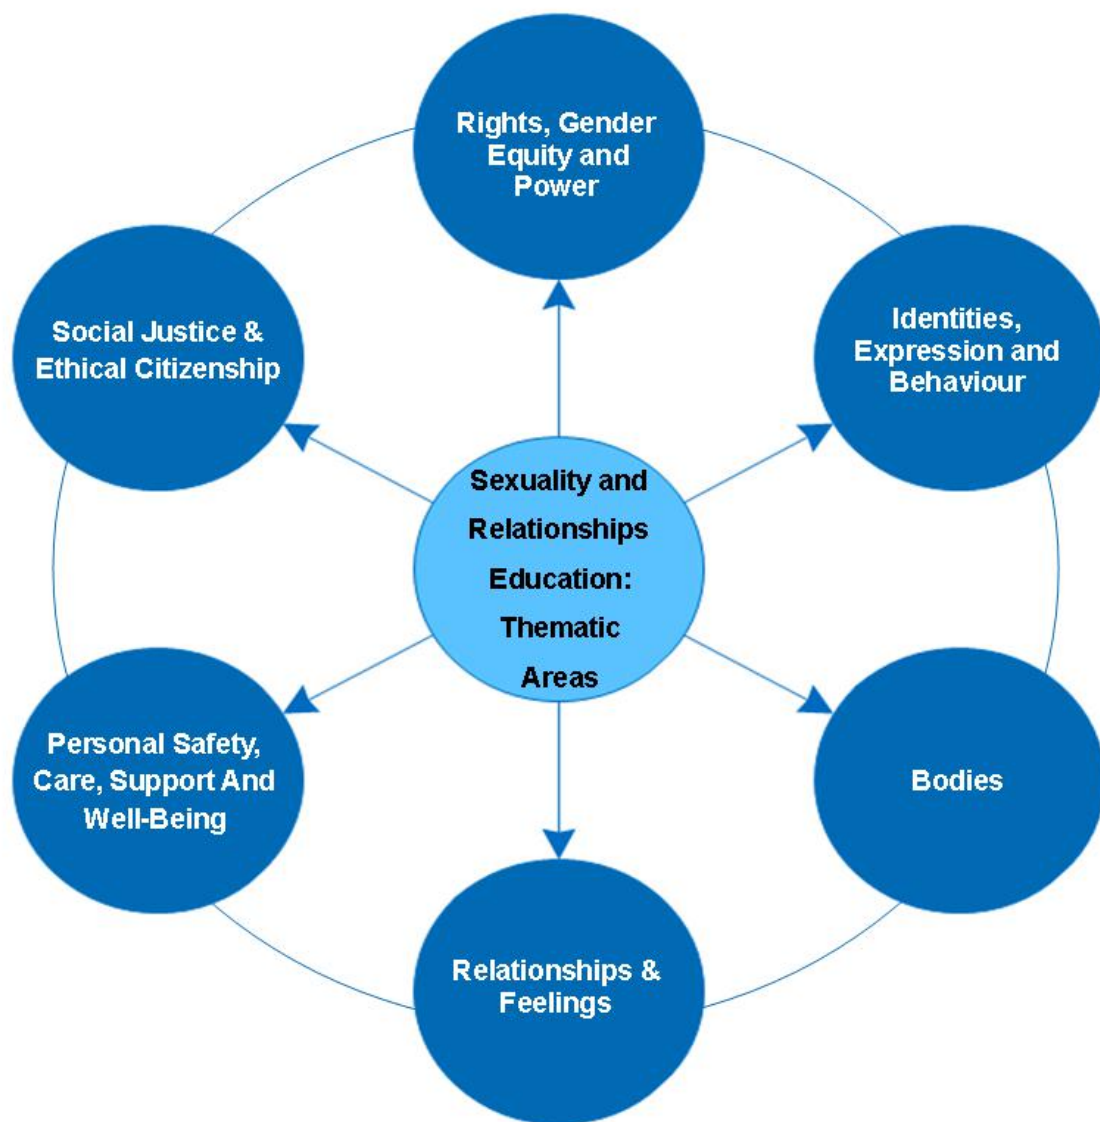 Rights, Gender
Equity and
Power
Social Justice &
Ethical Citizenship
Identities,
Expression and
Behaviour
Sexuality and
Relationships
Education:
Thematic
Areas
Personal Safety,
Care, Support And
Well-Being
Bodies
Relationships &
Feelings